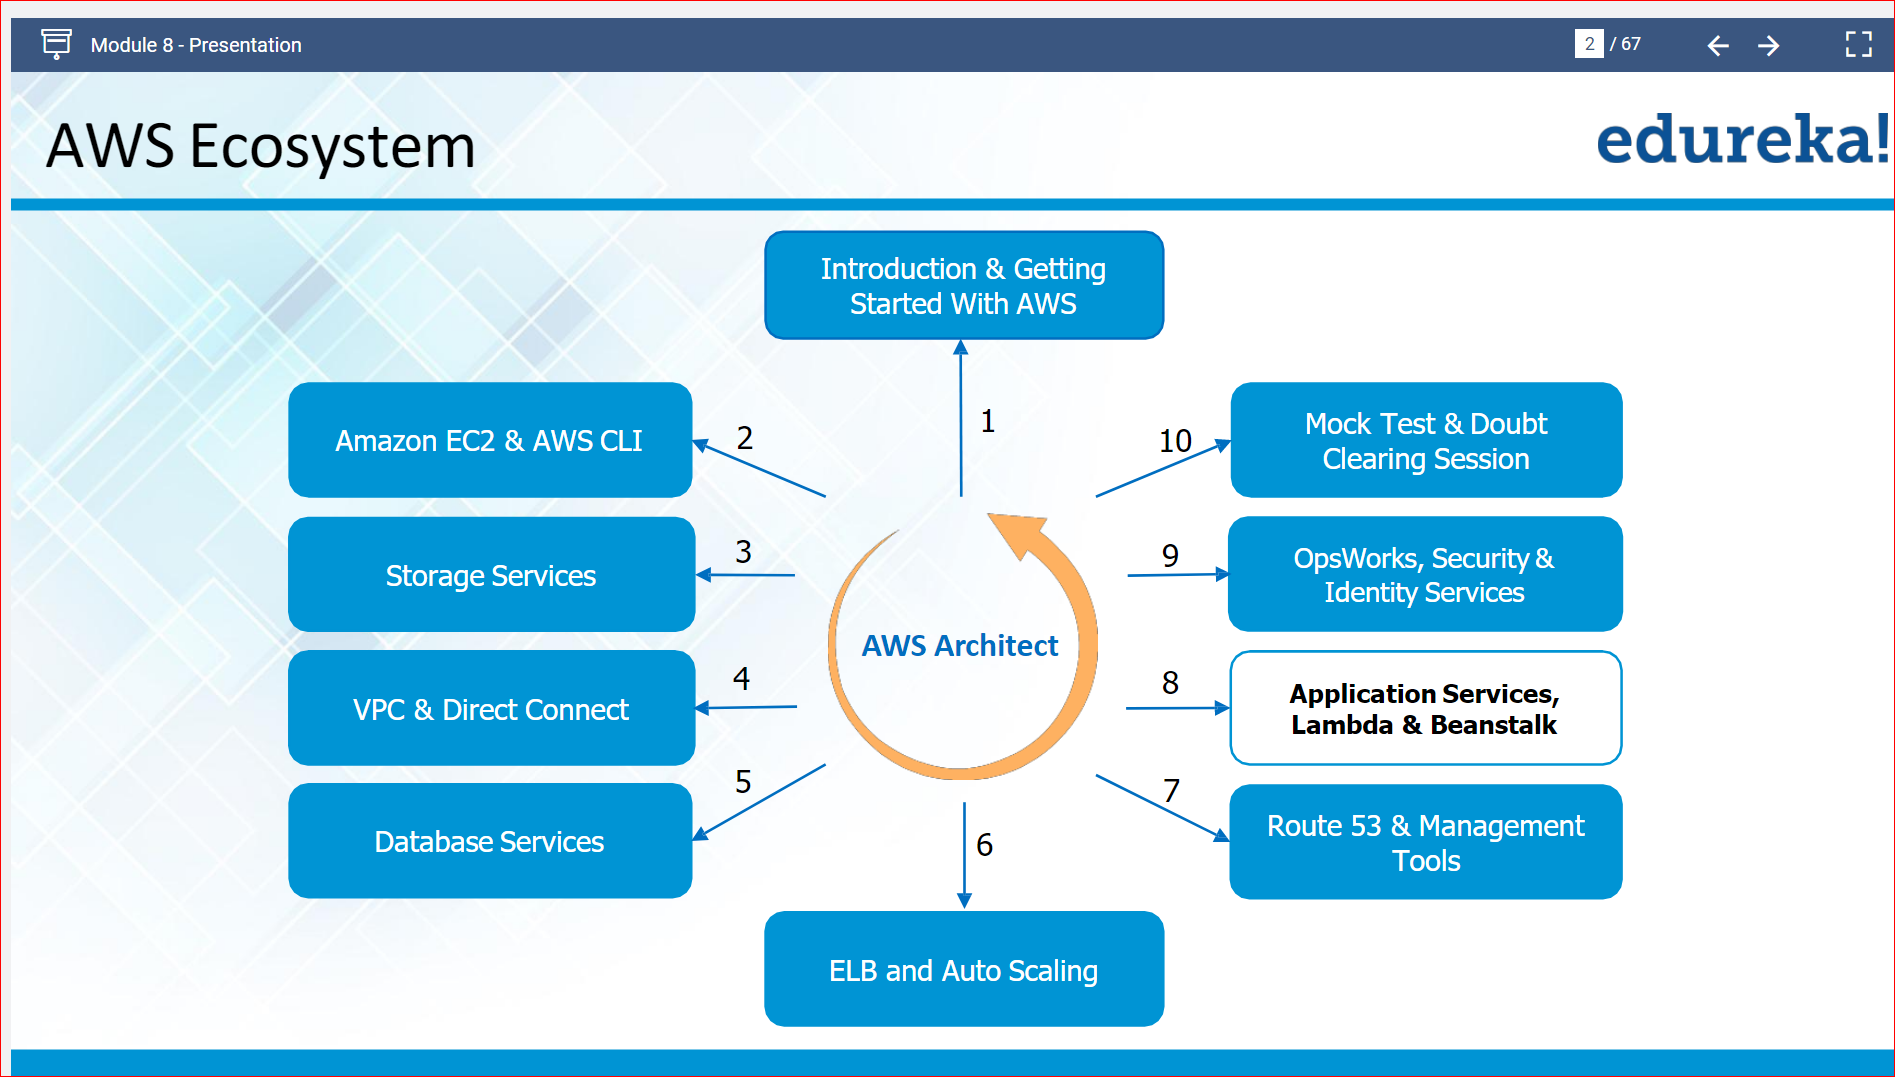 Module 8 - Presentation
2 / 67
AWS Ecosystem
edureka!
Introduction & Getting
Started With AWS
1
Amazon EC2 & AWS CLI
2
Storage Services
3
VPC & Direct Connect
4
Database Services
5
AWS Architect
6
ELB and Auto Scaling
7
Route 53 & Management
Tools
8
Application Services,
Lambda & Beanstalk
9
OpsWorks, Security &
Identity Services
10
Mock Test & Doubt
Clearing Session